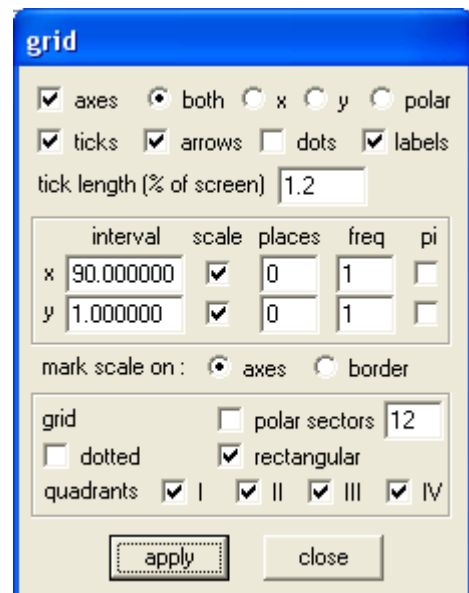 grid
axes both x y polar
ticks arrows dots labels
tick length (% of screen) 1.2
interval scale places freq pi
x 90.000000 0 1
y 1.000000 0 1
mark scale on : axes border
grid polar sectors 12
dotted rectangular
quadrants I II III IV
apply close